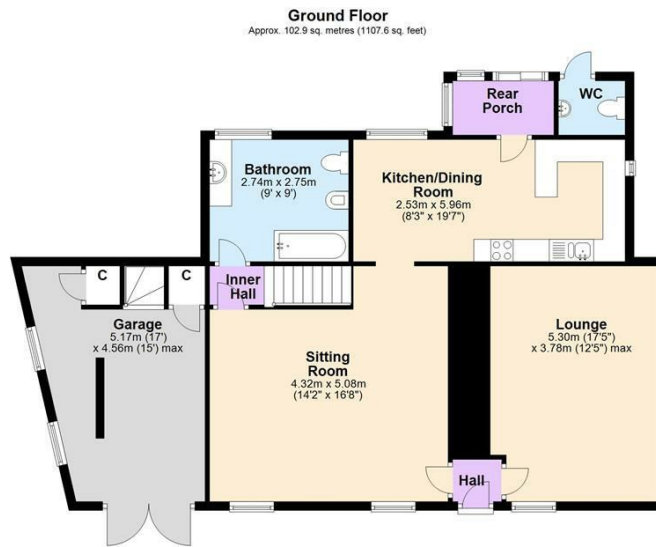 Ground Floor
Approx. 102.9 sq. metres (1107.6 sq. feet)
Rear
Porch
WC
Bathroom
2.74m x 2.75m
(9' x 9')
Kitchen/Dining
Room
2.53m x 5.96m
(8'3" x 19'7")
C
C
Inner
Hall
Garage
5.17m (17')
x 4.56m (15') max
Sitting
Room
4.32m x 5.08m
(14'2" x 16'8")
Lounge
5.30m (17'5")
x 3.78m (12'5") max
Hall